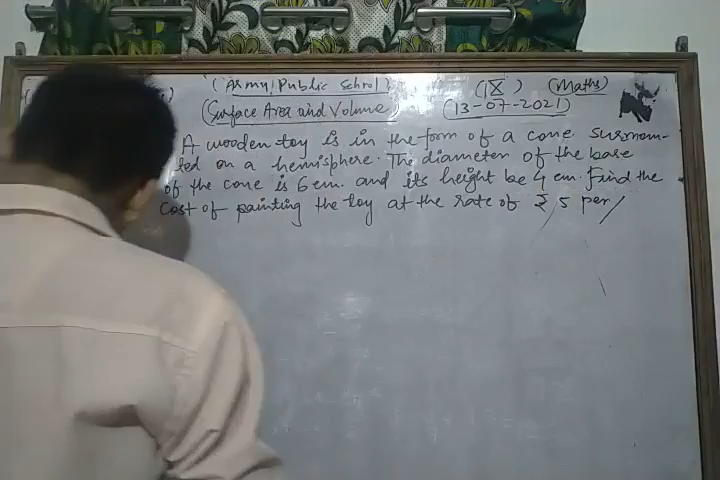 (Army Public School) (IX) (Maths)
(Surface Area and Volume) (13-07-2021)
A wooden toy is in the form of a cone surmoun-
ted on a hemisphere. The diameter of the base
of the cone is 6 cm. and its height be 4 cm. Find the
cost of painting the toy at the rate of ₹ 5 per